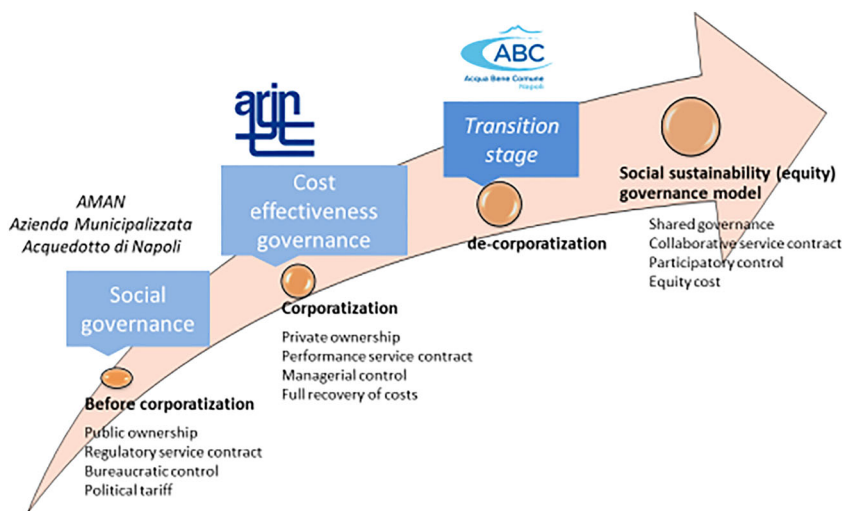 AMAN
Azienda Municipalizzata
Acquedotto di Napoli
Social
governance
Before corporatization
Public ownership
Regulatory service contract
Bureaucratic control
Political tariff
arin
Cost
effectiveness
governance
Corporatization
Private ownership
Performance service contract
Managerial control
Full recovery of costs
ABC
Acqua Bene Comune
Napoli
Transition
stage
de-corporatization
Social sustainability (equity)
governance model
Shared governance
Collaborative service contract
Participatory control
Equity cost